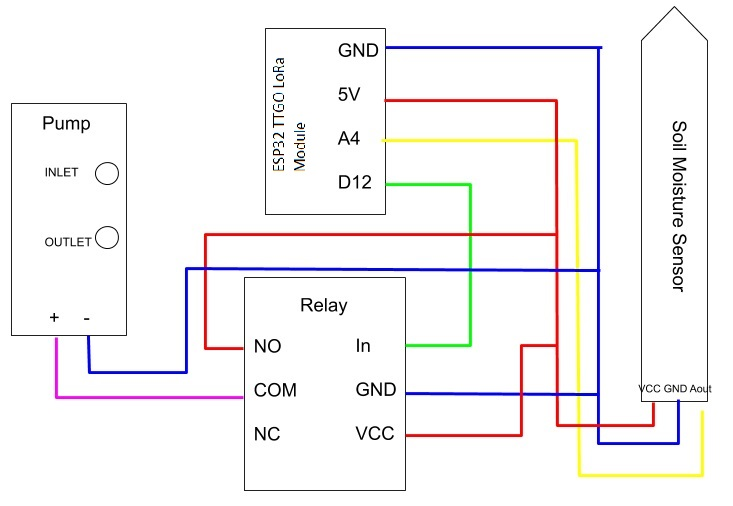 Pump
INLET
OUTLET
+ -
ESP32 TTGO LoRa
Module
GND
5V
A4
D12
Relay
NO
COM
NC
In
GND
VCC
Soil Moisture Sensor
VCC GND Aout